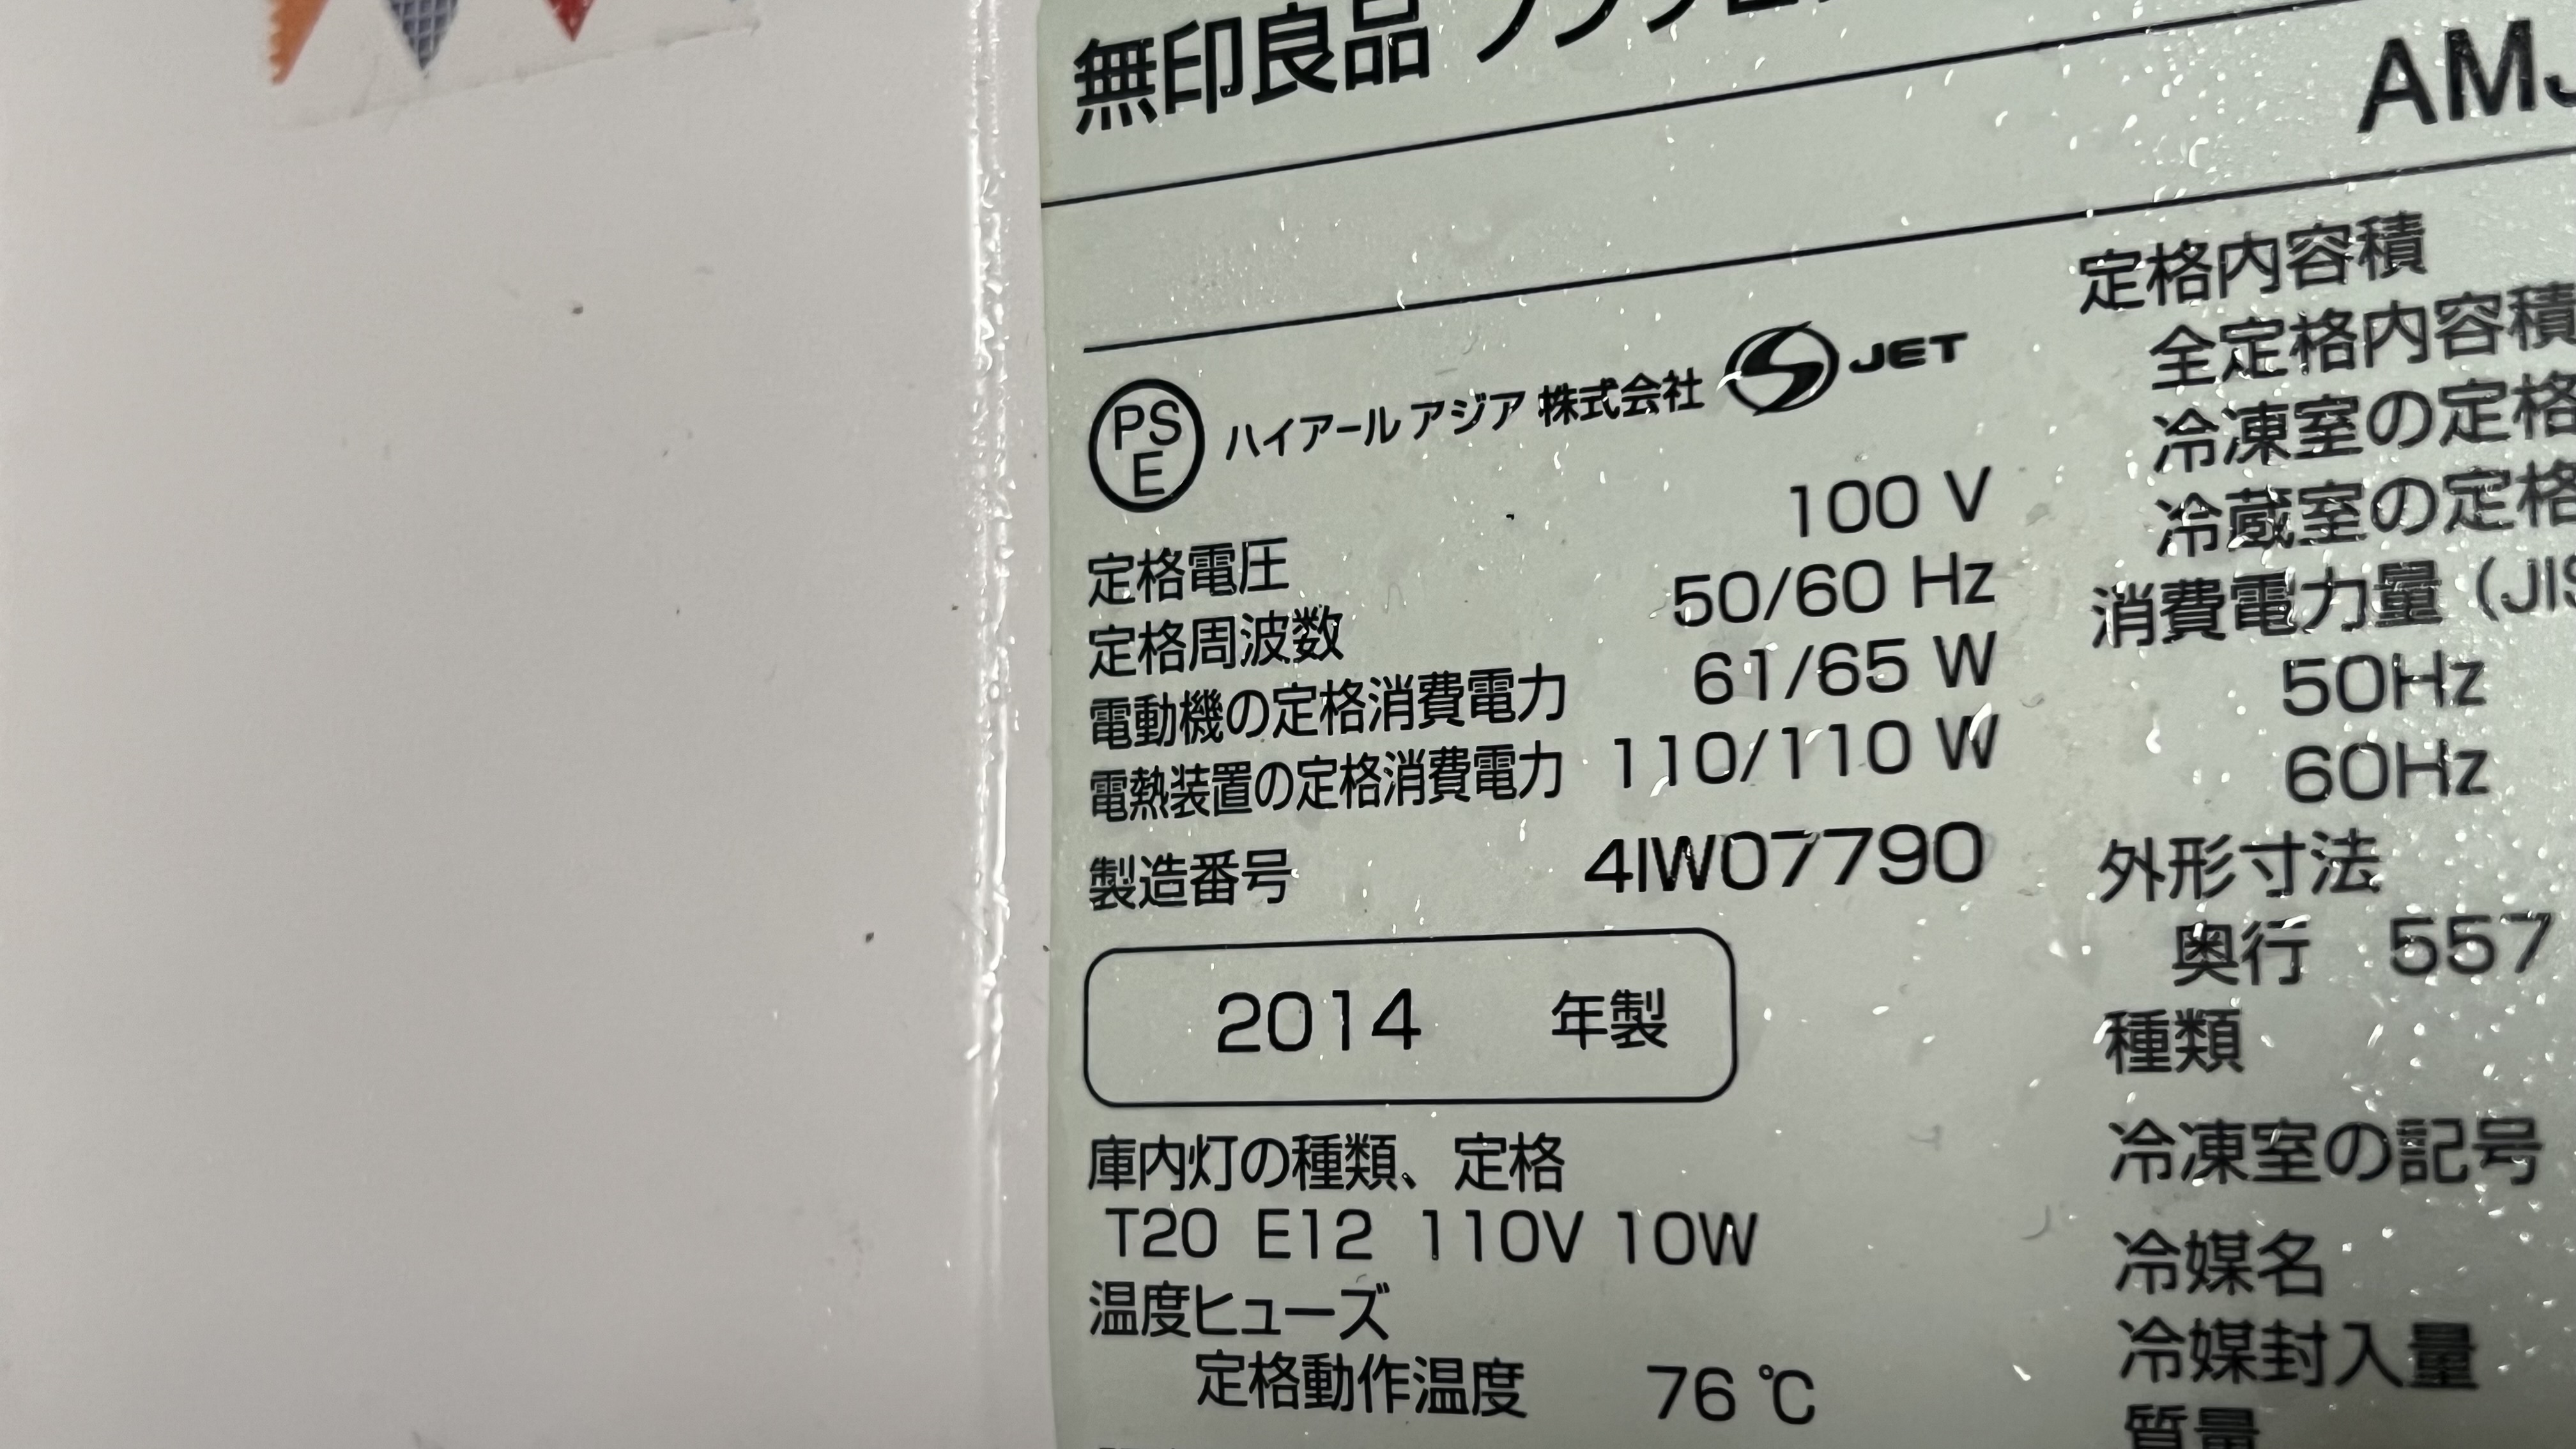 無印良品 ノンフロ
AMJ
PS
E
ハイアール アジア 株式会社
JET
定格電圧 100 V
定格周波数 50/60 Hz
電動機の定格消費電力 61/65 W
電熱装置の定格消費電力 110/110 W
製造番号 4IW07790
2014 年製
庫内灯の種類、定格
T20 E12 110V 10W
温度ヒューズ
定格動作温度 76 ℃
定格内容積
全定格内容積
冷凍室の定格
冷蔵室の定格
消費電力量（JIS
50Hz
60Hz
外形寸法
奥行 557
種類
冷凍室の記号
冷媒名
冷媒封入量
質量